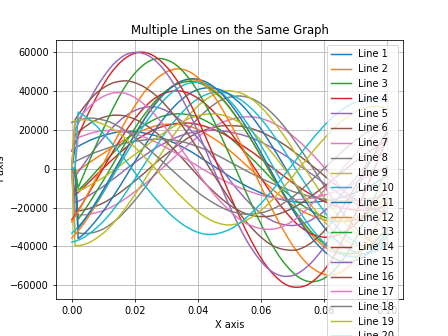 Multiple Lines on the Same Graph
60000
40000
20000
0
−20000
−40000
−60000
0.00
0.02
0.04
0.06
X axis
Line 1
Line 2
Line 3
Line 4
Line 5
Line 6
Line 7
Line 8
Line 9
Line 10
Line 11
Line 12
Line 13
Line 14
Line 15
Line 16
Line 17
Line 18
Line 19
Line 20